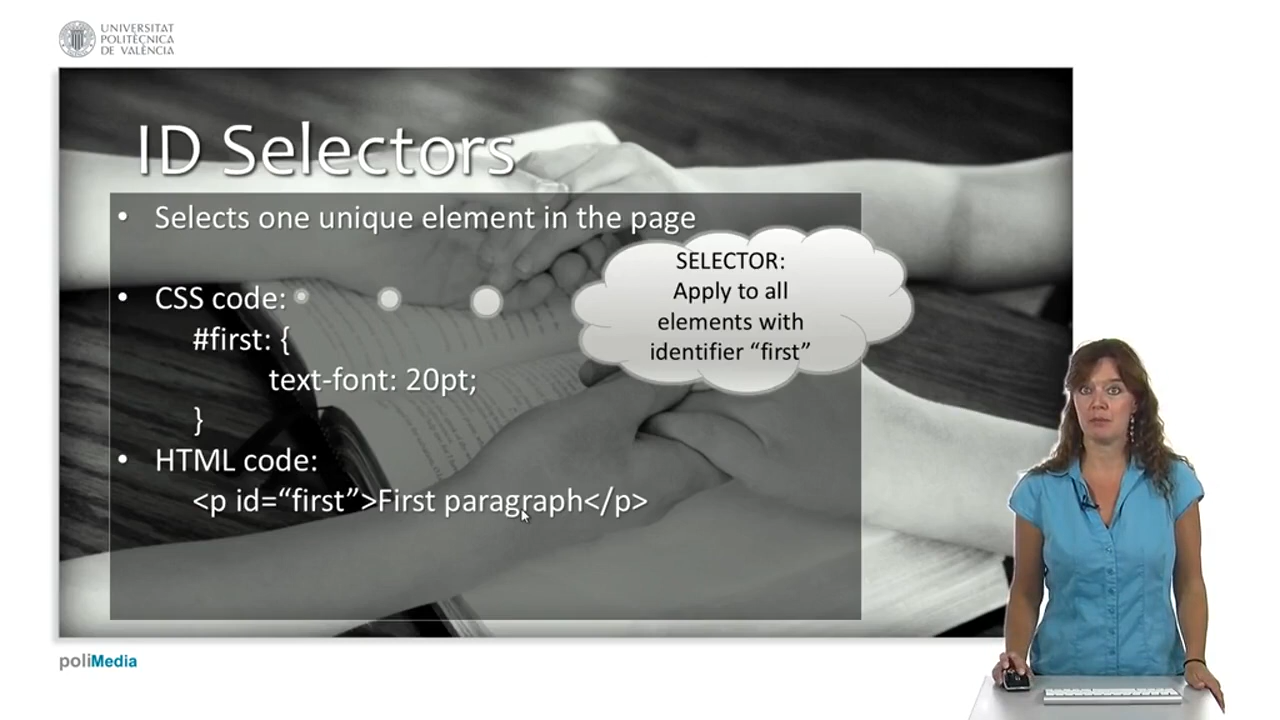 UNIVERSITAT
POLITÈCNICA
DE VALÈNCIA
ID Selectors
• Selects one unique element in the page
• CSS code:
#first: {
text-font: 20pt;
}
• HTML code:
<p id=“first”>First paragraph</p>
SELECTOR:
Apply to all
elements with
identifier “first”
poliMedia